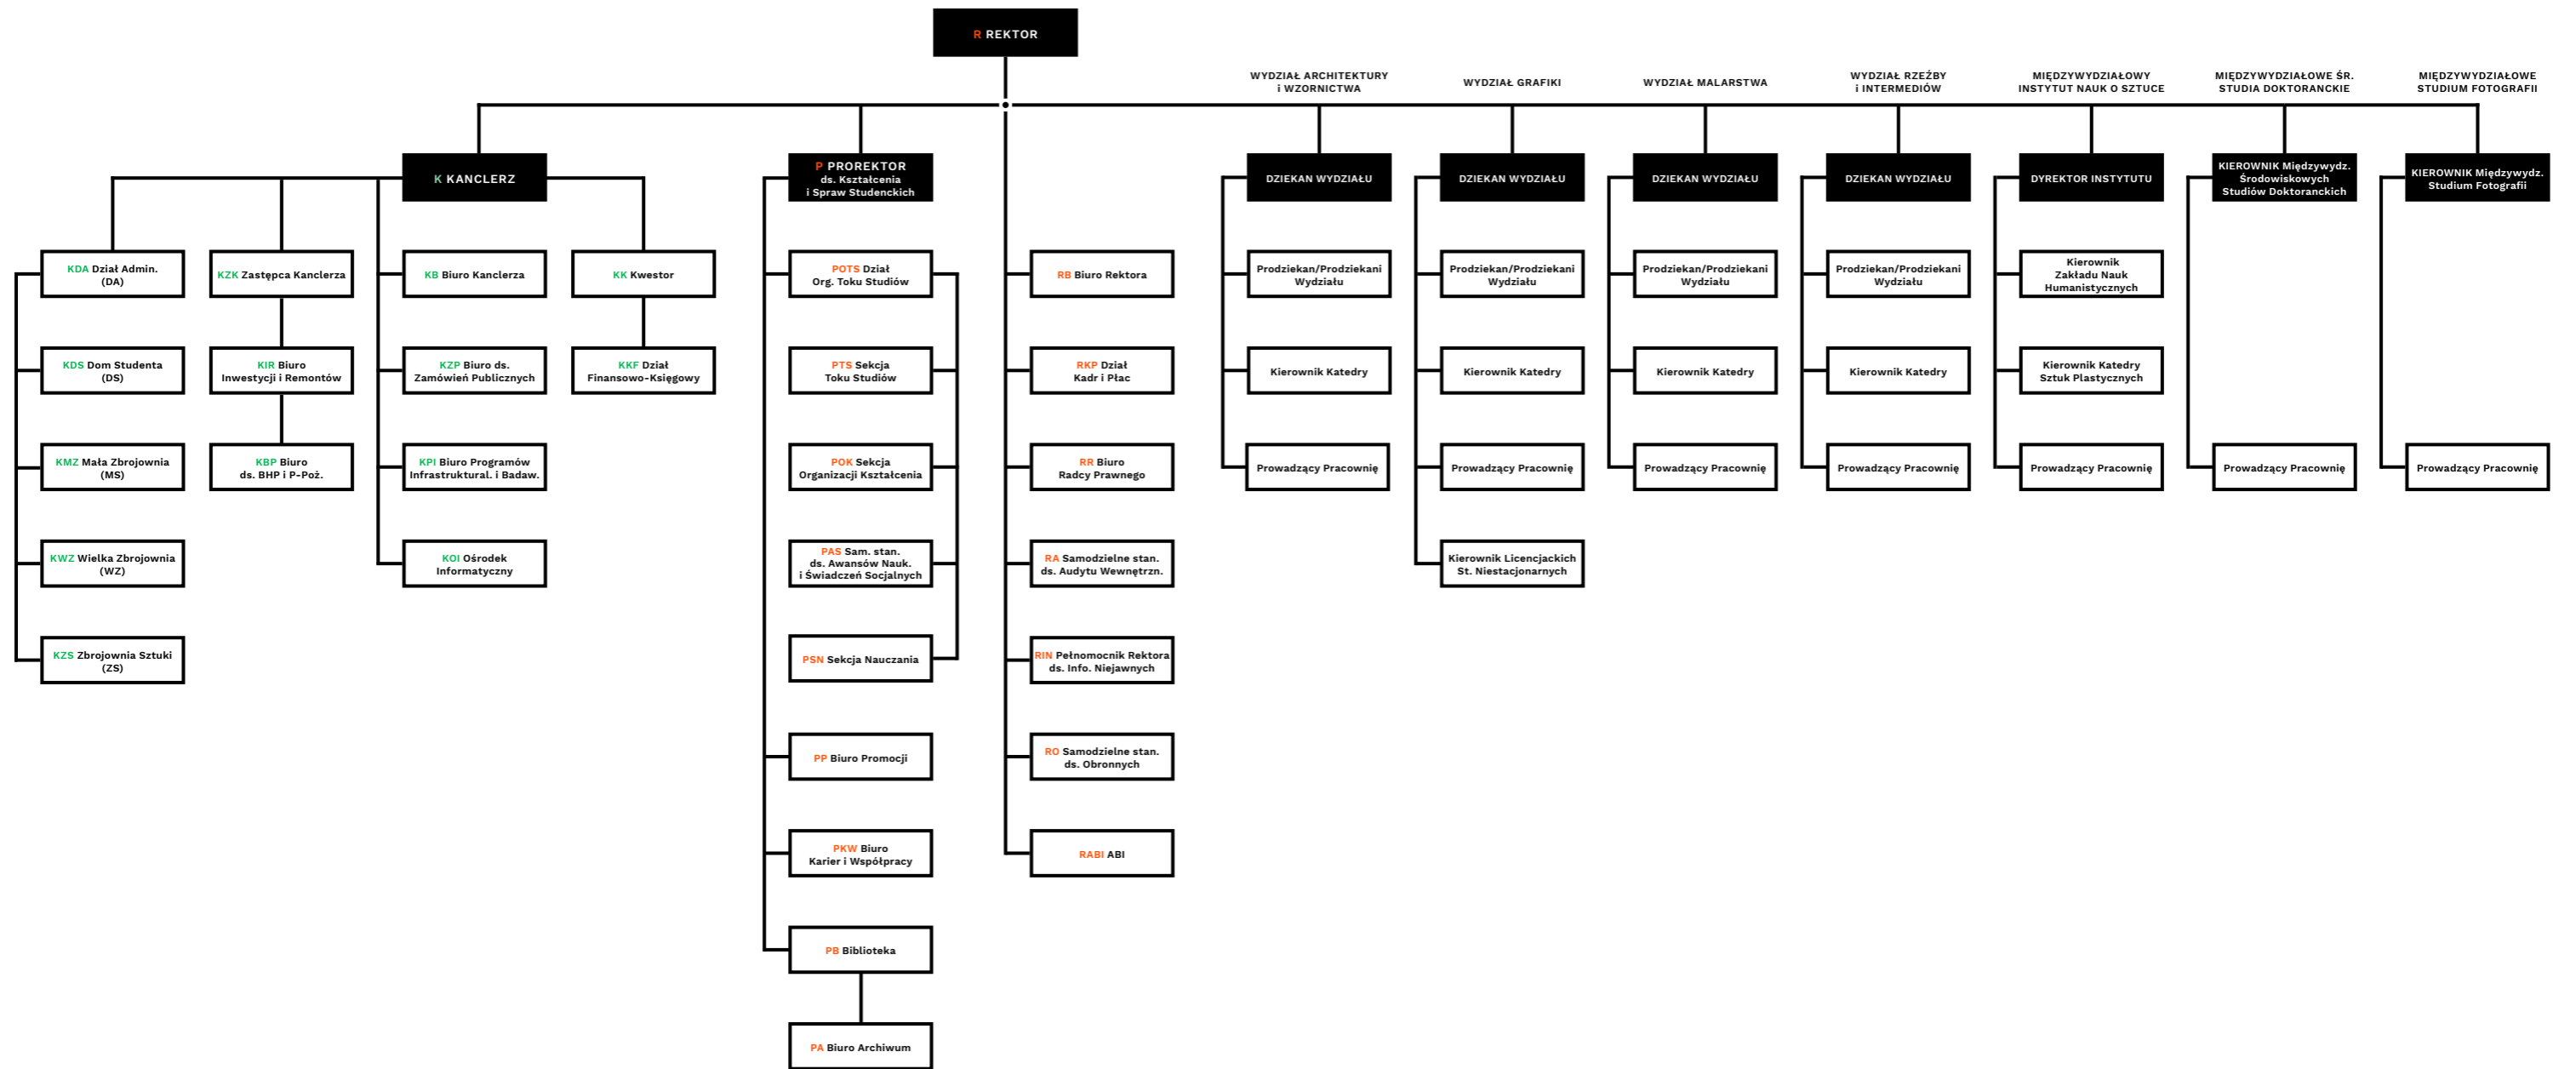 R REKTOR
WYDZIAŁ ARCHITEKTURY
i WZORNICTWA
WYDZIAŁ GRAFIKI
WYDZIAŁ MALARSTWA
WYDZIAŁ RZEŹBY
i INTERMEDIÓW
MIĘDZYWYDZIAŁOWY
INSTYTUT NAUK O SZTUCE
MIĘDZYWYDZIAŁOWE ŚR.
STUDIA DOKTORANCKIE
MIĘDZYWYDZIAŁOWE
STUDIUM FOTOGRAFII
K KANCLERZ
P PROREKTOR
ds. Kształcenia
i Spraw Studenckich
DZIEKAN WYDZIAŁU
DZIEKAN WYDZIAŁU
DZIEKAN WYDZIAŁU
DZIEKAN WYDZIAŁU
DYREKTOR INSTYTUTU
KIEROWNIK Międzywydz.
Środowiskowych
Studiów Doktoranckich
KIEROWNIK Międzywydz.
Studium Fotografii
KDA Dział Admin.
(DA)
KZK Zastępca Kanclerza
KB Biuro Kanclerza
KK Kwestor
POTS Dział
Org. Toku Studiów
RB Biuro Rektora
Prodziekan/Prodziekani
Wydziału
Prodziekan/Prodziekani
Wydziału
Prodziekan/Prodziekani
Wydziału
Prodziekan/Prodziekani
Wydziału
Kierownik
Zakładu Nauk
Humanistycznych
KDS Dom Studenta
(DS)
KIR Biuro
Inwestycji i Remontów
KZP Biuro ds.
Zamówień Publicznych
KKF Dział
Finansowo-Księgowy
PTS Sekcja
Toku Studiów
RKP Dział
Kadr i Płac
Kierownik Katedry
Kierownik Katedry
Kierownik Katedry
Kierownik Katedry
Kierownik Katedry
Sztuk Plastycznych
KMZ Mała Zbrojownia
(MS)
KBP Biuro
ds. BHP i P-Poż.
KPI Biuro Programów
Infrastruktural. i Badaw.
POK Sekcja
Organizacji Kształcenia
RR Biuro
Radcy Prawnego
Prowadzący Pracownię
Prowadzący Pracownię
Prowadzący Pracownię
Prowadzący Pracownię
Prowadzący Pracownię
Prowadzący Pracownię
Prowadzący Pracownię
KWZ Wielka Zbrojownia
(WZ)
KOI Ośrodek
Informatyczny
PAS Sam. stan.
ds. Awansów Nauk.
i Świadczeń Socjalnych
RA Samodzielne stan.
ds. Audytu Wewnętrzn.
Kierownik Licencjackich
St. Niestacjonarnych
KZS Zbrojownia Sztuki
(ZS)
PSN Sekcja Nauczania
RIN Pełnomocnik Rektora
ds. Info. Niejawnych
PP Biuro Promocji
RO Samodzielne stan.
ds. Obronnych
PKW Biuro
Karier i Współpracy
RABI ABI
PB Biblioteka
PA Biuro Archiwum